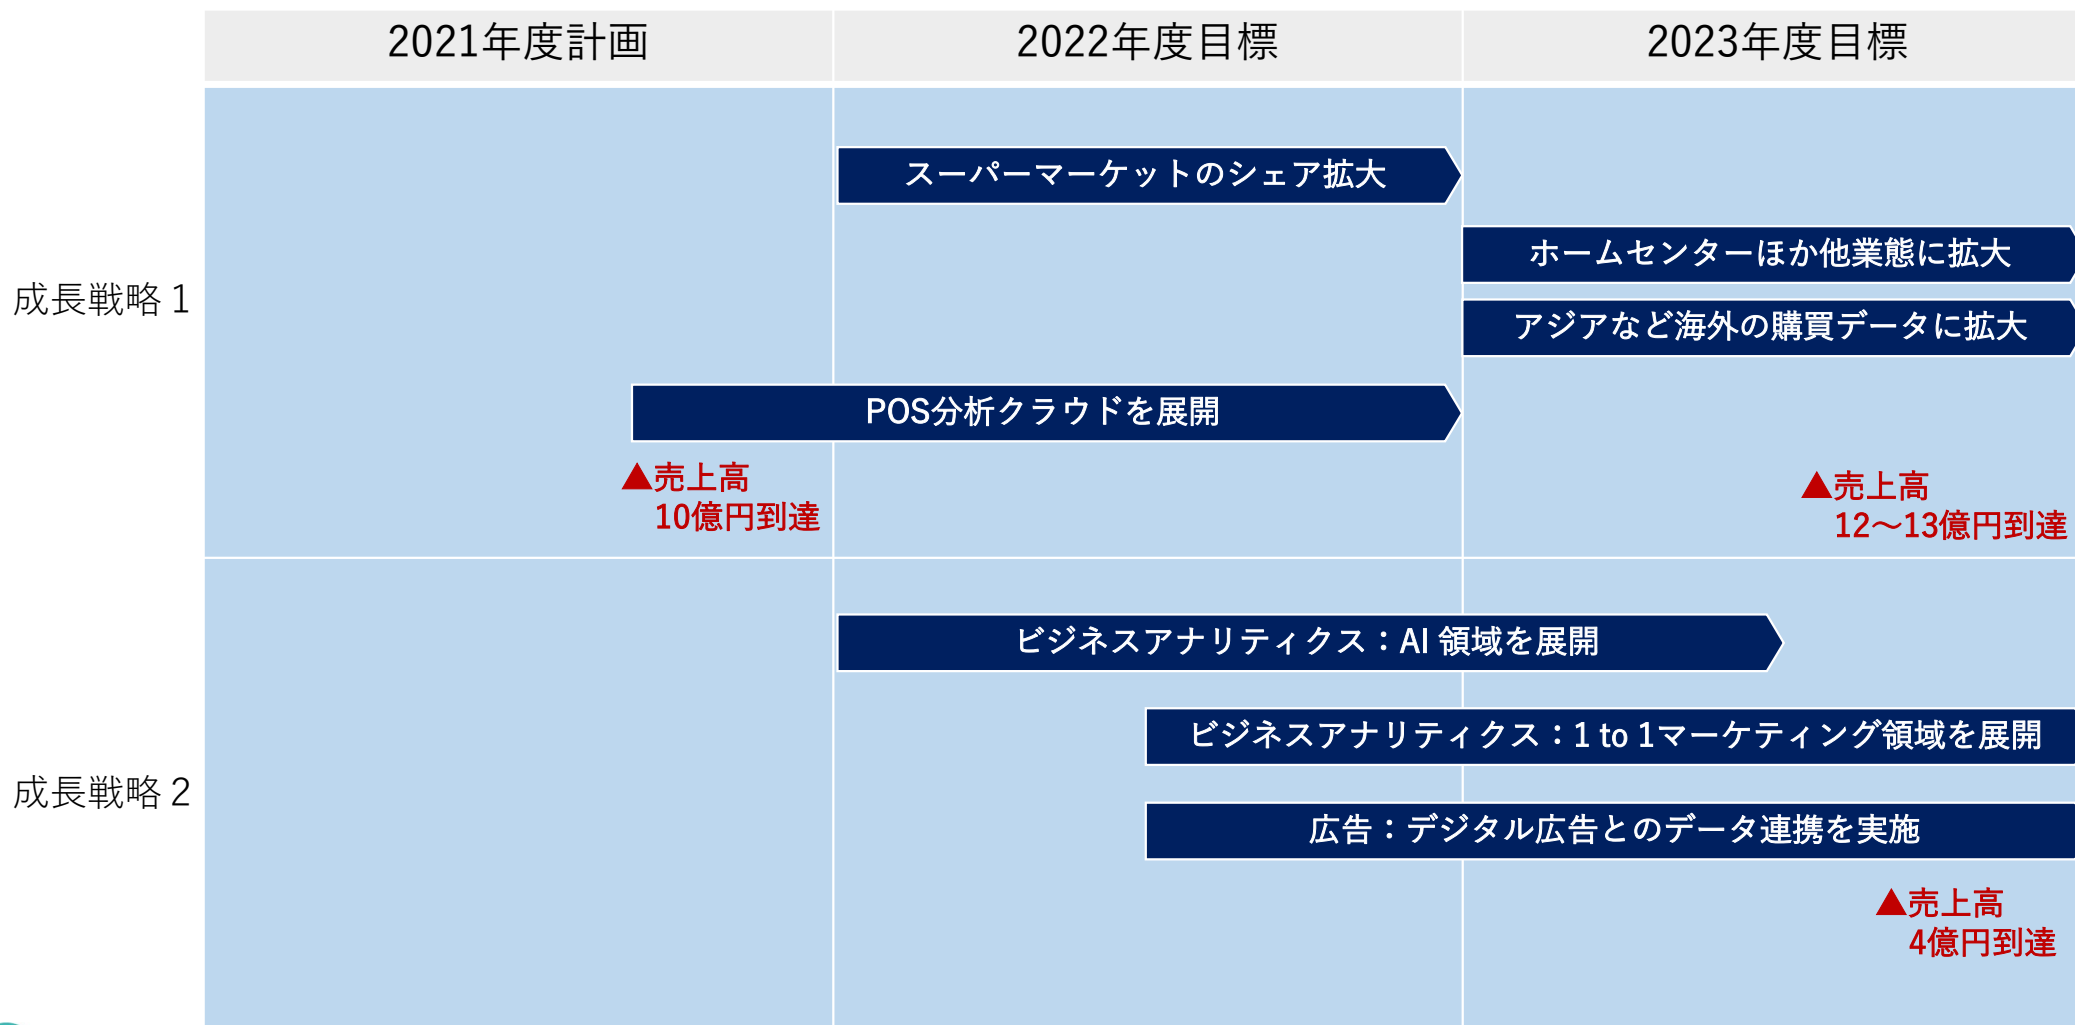 2021年度計画
2022年度目標
2023年度目標
成長戦略1
スーパーマーケットのシェア拡大
ホームセンターほか他業態に拡大
アジアなど海外の購買データに拡大
POS分析クラウドを展開
▲売上高
10億円到達
▲売上高
12～13億円到達
成長戦略2
ビジネスアナリティクス：AI 領域を展開
ビジネスアナリティクス：1 to 1マーケティング領域を展開
広告：デジタル広告とのデータ連携を実施
▲売上高
4億円到達